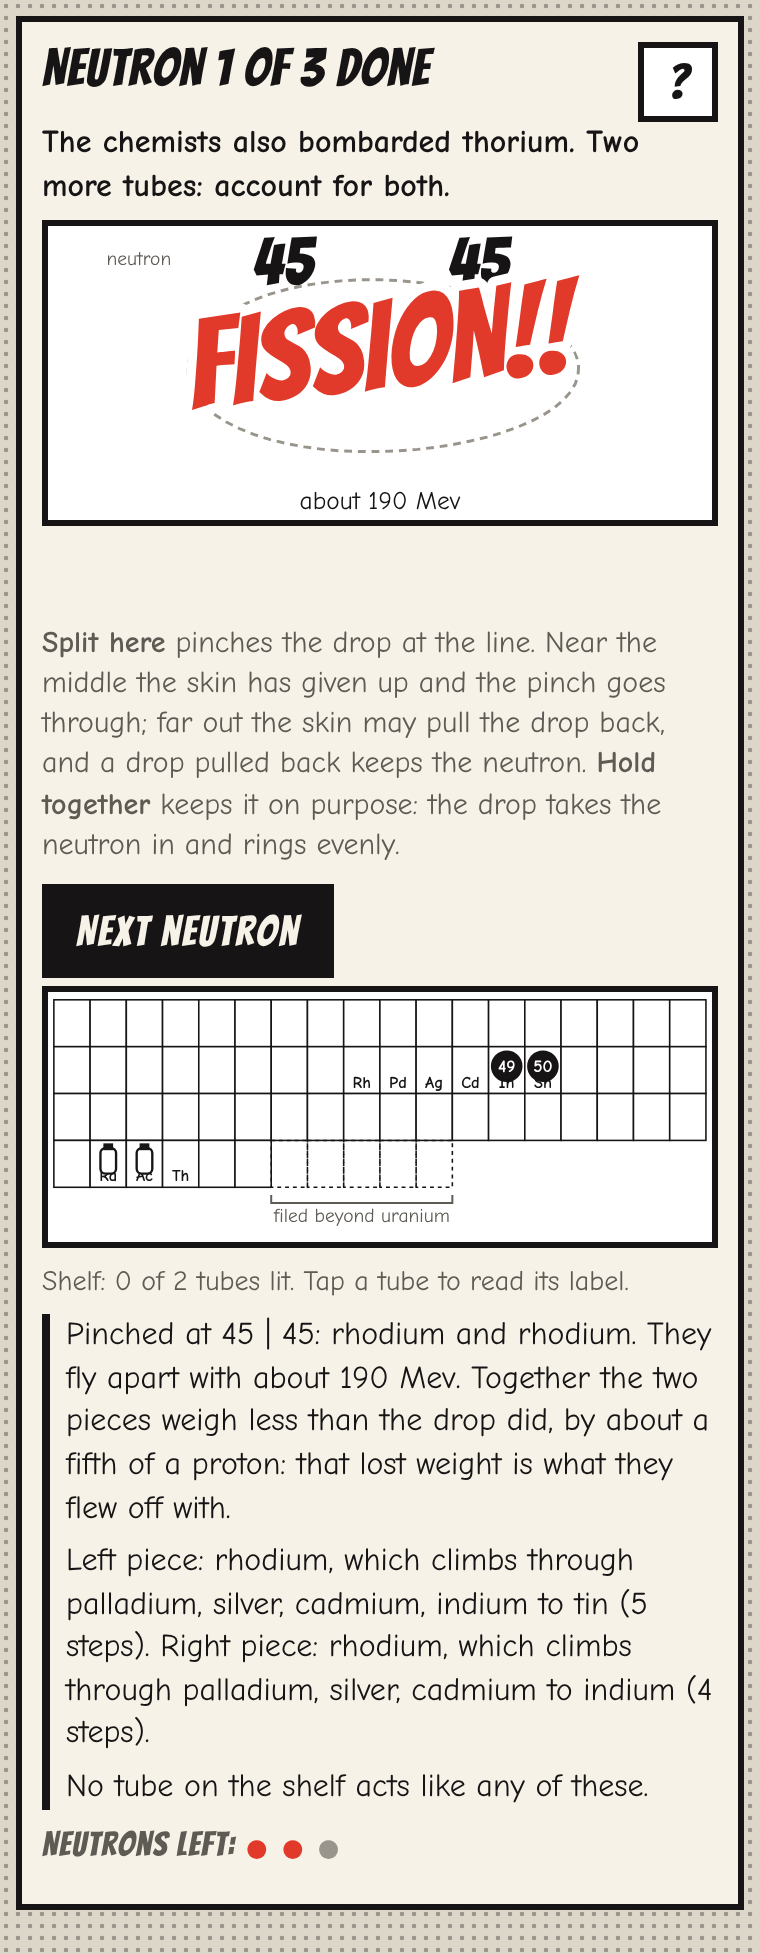 NEUTRON 1 OF 3 DONE
?
The chemists also bombarded thorium. Two
more tubes: account for both.
neutron
45
45
FISSION!!
about 190 Mev
Split here pinches the drop at the line. Near the
middle the skin has given up and the pinch goes
through; far out the skin may pull the drop back,
and a drop pulled back keeps the neutron. Hold
together keeps it on purpose: the drop takes the
neutron in and rings evenly.
NEXT NEUTRON
49 50
Rh Pd Ag Cd In Sn
Ra Ac Th
filed beyond uranium
Shelf: 0 of 2 tubes lit. Tap a tube to read its label.
Pinched at 45 | 45: rhodium and rhodium. They
fly apart with about 190 Mev. Together the two
pieces weigh less than the drop did, by about a
fifth of a proton: that lost weight is what they
flew off with.
Left piece: rhodium, which climbs through
palladium, silver, cadmium, indium to tin (5
steps). Right piece: rhodium, which climbs
through palladium, silver, cadmium to indium (4
steps).
No tube on the shelf acts like any of these.
NEUTRONS LEFT: